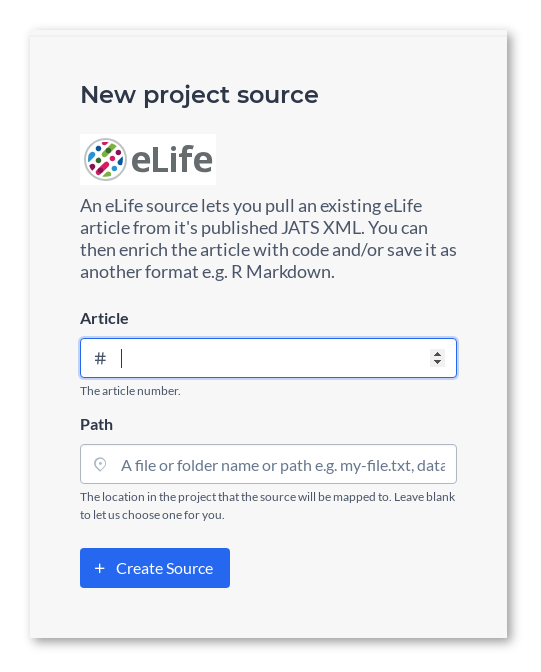 New project source
eLife
An eLife source lets you pull an existing eLife
article from it's published JATS XML. You can
then enrich the article with code and/or save it as
another format e.g. R Markdown.
Article
#
The article number.
Path
A file or folder name or path e.g. my-file.txt, data
The location in the project that the source will be mapped to. Leave blank
to let us choose one for you.
+ Create Source